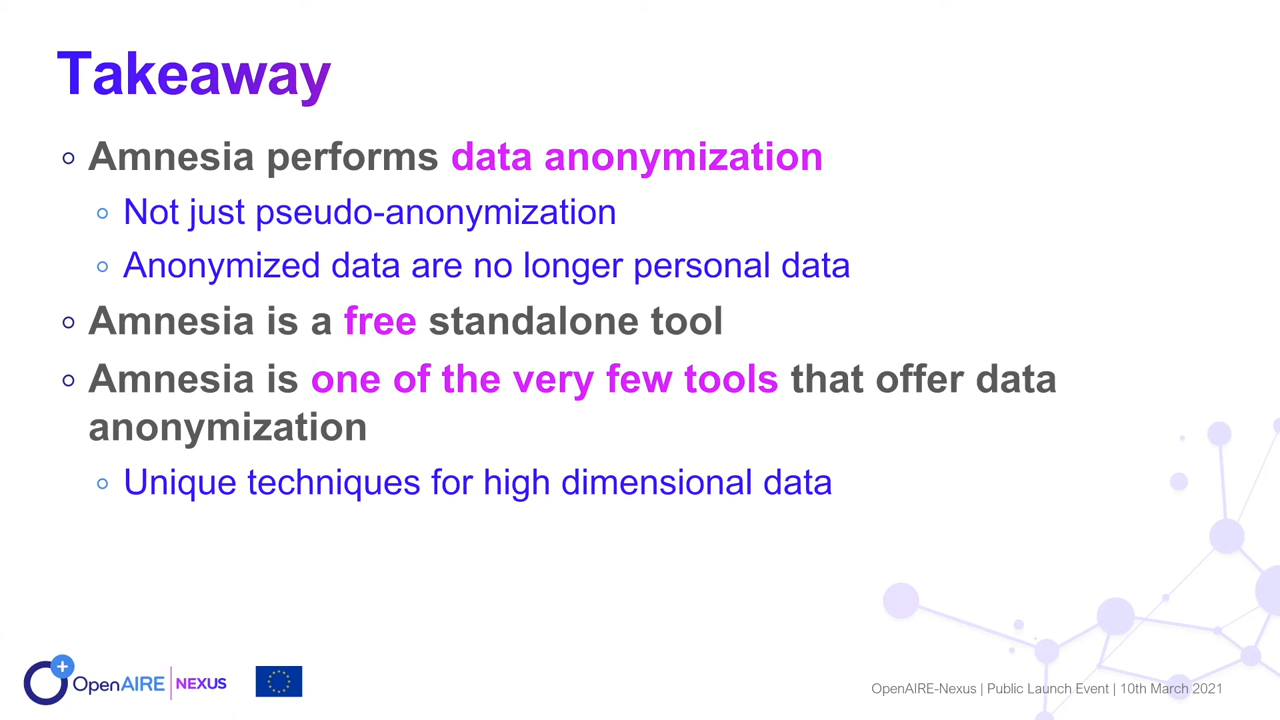 Takeaway
Amnesia performs data anonymization
Not just pseudo-anonymization
Anonymized data are no longer personal data
Amnesia is a free standalone tool
Amnesia is one of the very few tools that offer data
anonymization
Unique techniques for high dimensional data
OpenAIRE NEXUS
OpenAIRE-Nexus | Public Launch Event | 10th March 2021